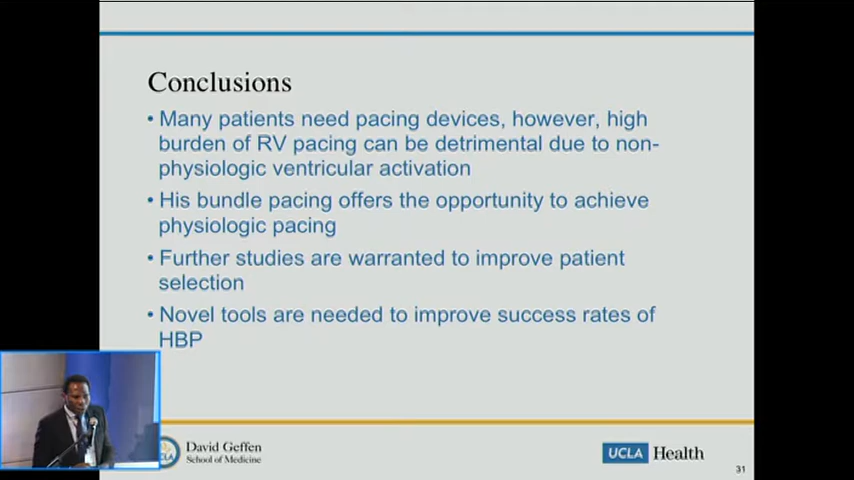 Conclusions
• Many patients need pacing devices, however, high
burden of RV pacing can be detrimental due to non-
physiologic ventricular activation
• His bundle pacing offers the opportunity to achieve
physiologic pacing
• Further studies are warranted to improve patient
selection
• Novel tools are needed to improve success rates of
HBP
David Geffen
School of Medicine
UCLA Health
31